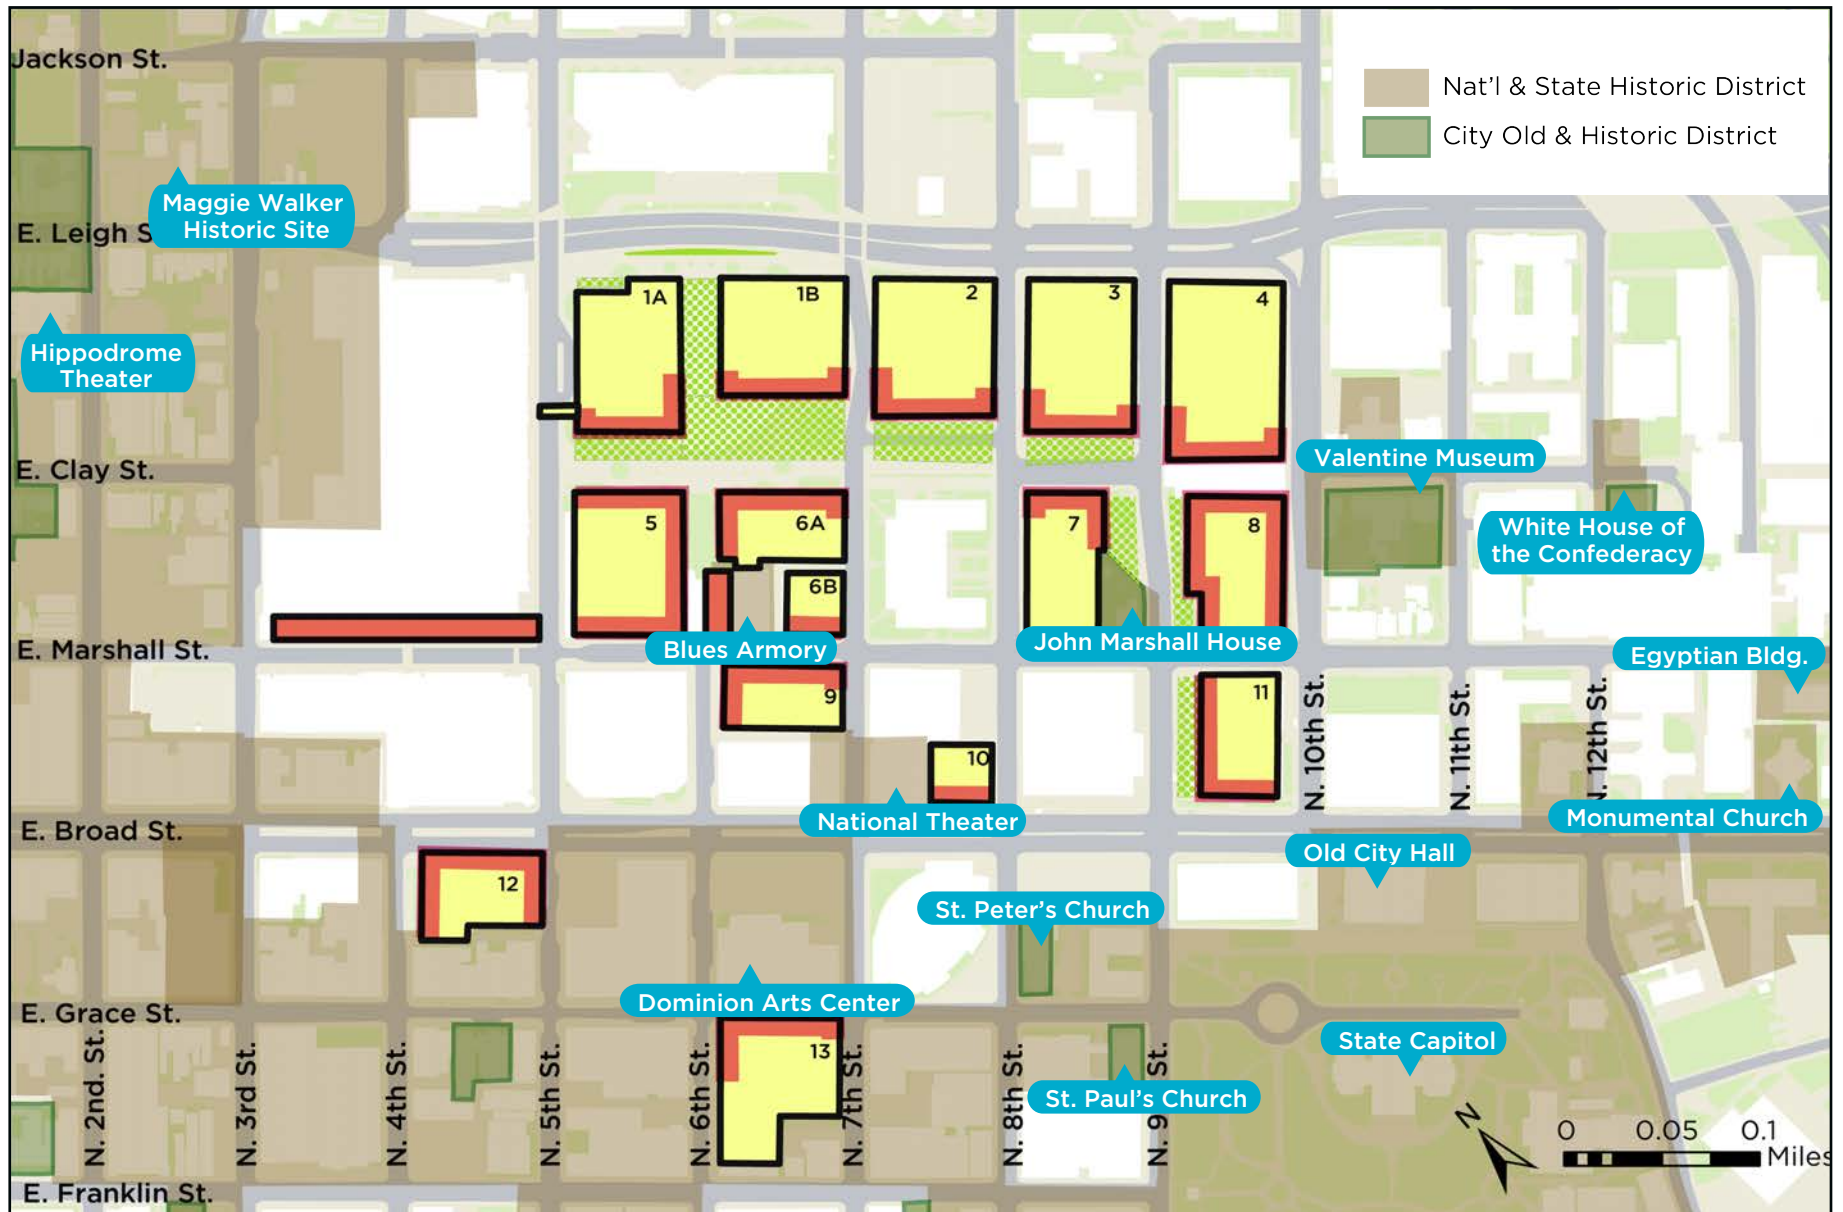 Jackson St.
Nat'l & State Historic District
City Old & Historic District
Maggie Walker
Historic Site
E. Leigh S
1A
1B
2
3
4
Hippodrome
Theater
E. Clay St.
Valentine Museum
5
6A
7
8
White House of
the Confederacy
6B
E. Marshall St.
Blues Armory
John Marshall House
Egyptian Bldg.
9
11
10
N. 10th St.
N. 11th St.
N. 12th St.
National Theater
Monumental Church
E. Broad St.
Old City Hall
12
St. Peter's Church
Dominion Arts Center
E. Grace St.
State Capitol
13
St. Paul's Church
N. 2nd. St.
N. 3rd St.
N. 4th St.
N. 5th St.
N. 6th St.
N. 7th St.
N. 8th St.
N. 9 St.
N
0 0.05 0.1
Miles
E. Franklin St.